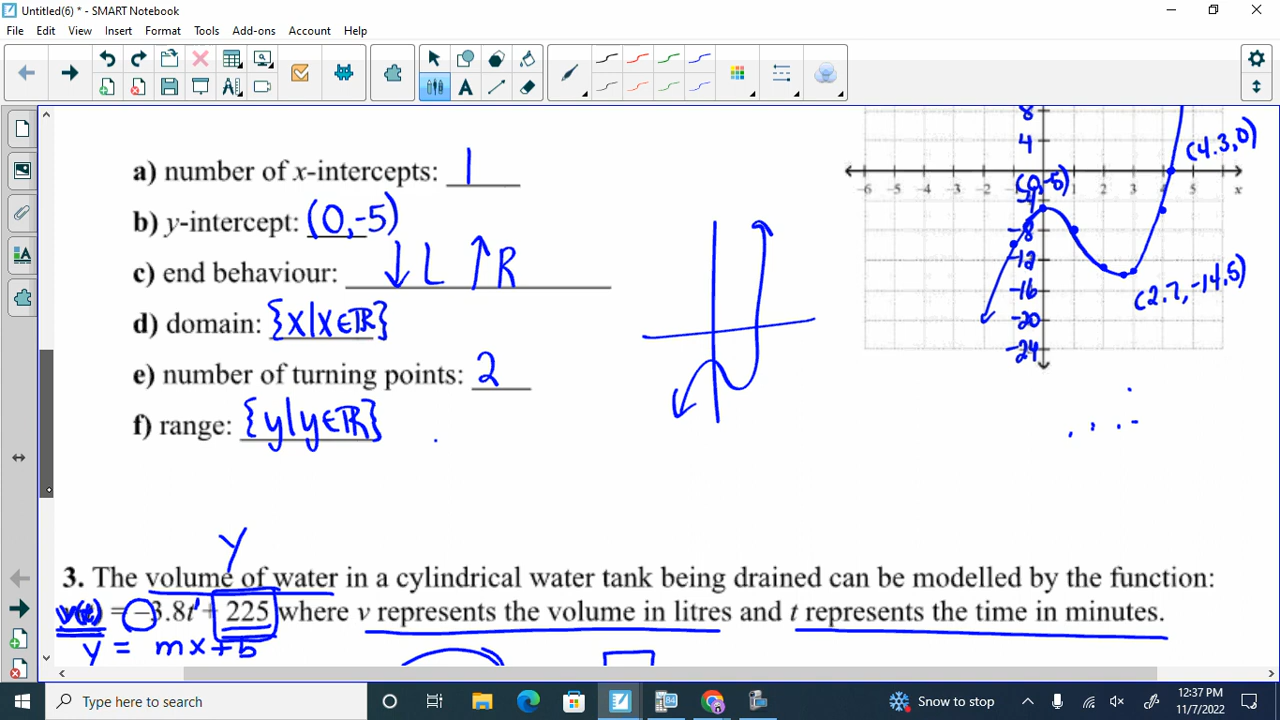 Untitled(6) * - SMART Notebook
File Edit View Insert Format Tools Add-ons Account Help
a) number of x-intercepts: 1
b) y-intercept: (0,-5)
c) end behaviour: ↓ L ↑ R
d) domain: {x|x∈ℝ}
e) number of turning points: 2
f) range: {y|y∈ℝ}
8
4
(4.3,0)
-6 -5 -4 -3 -2 -1 1 2 3 4 5 x
(0,-5)
-8
-12
-16
-20
-24
(2.7,-14.5)
y
3. The volume of water in a cylindrical water tank being drained can be modelled by the function:
v(t) = -3.8t¹ + 225 where v represents the volume in litres and t represents the time in minutes.
y = mx+b
Type here to search
84
Snow to stop
12:37 PM
11/7/2022